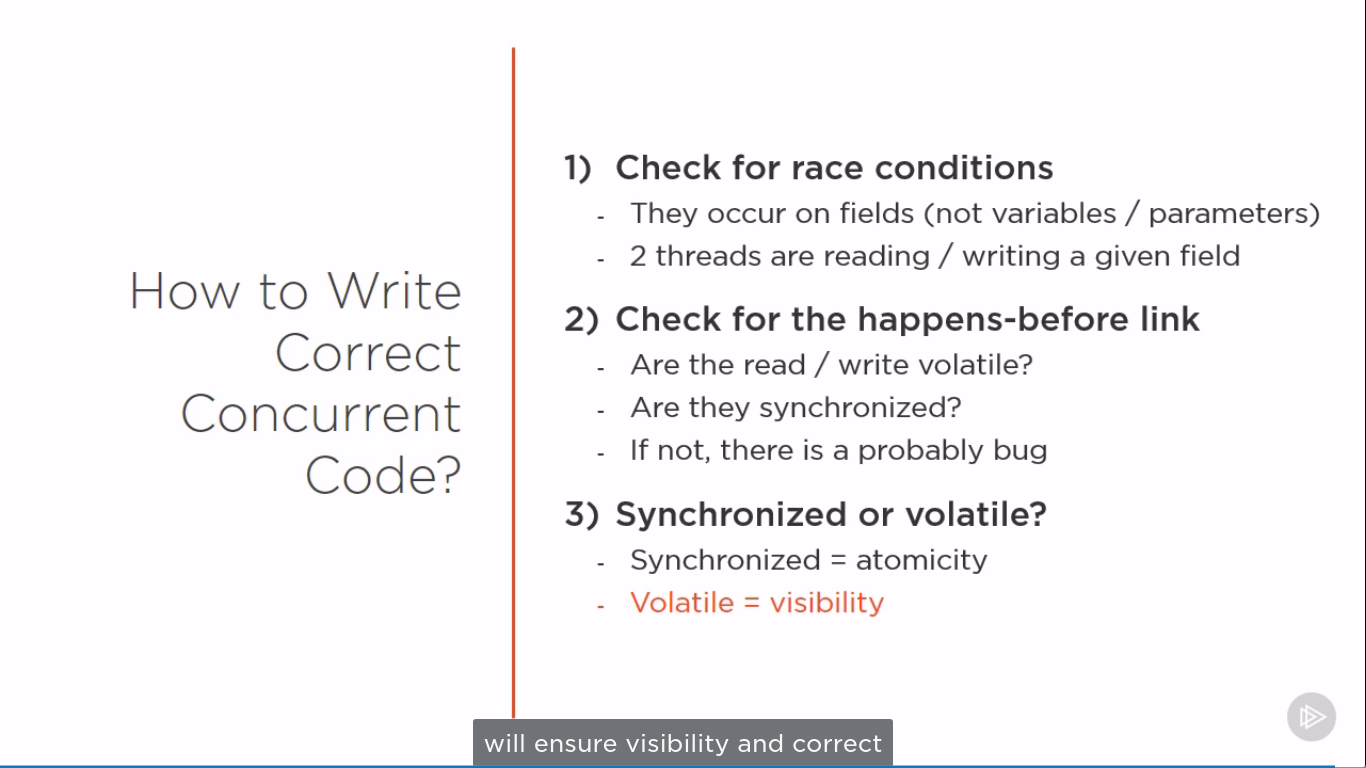 How to Write
Correct
Concurrent
Code?
1) Check for race conditions
- They occur on fields (not variables / parameters)
- 2 threads are reading / writing a given field
2) Check for the happens-before link
- Are the read / write volatile?
- Are they synchronized?
- If not, there is a probably bug
3) Synchronized or volatile?
- Synchronized = atomicity
- Volatile = visibility
will ensure visibility and correct